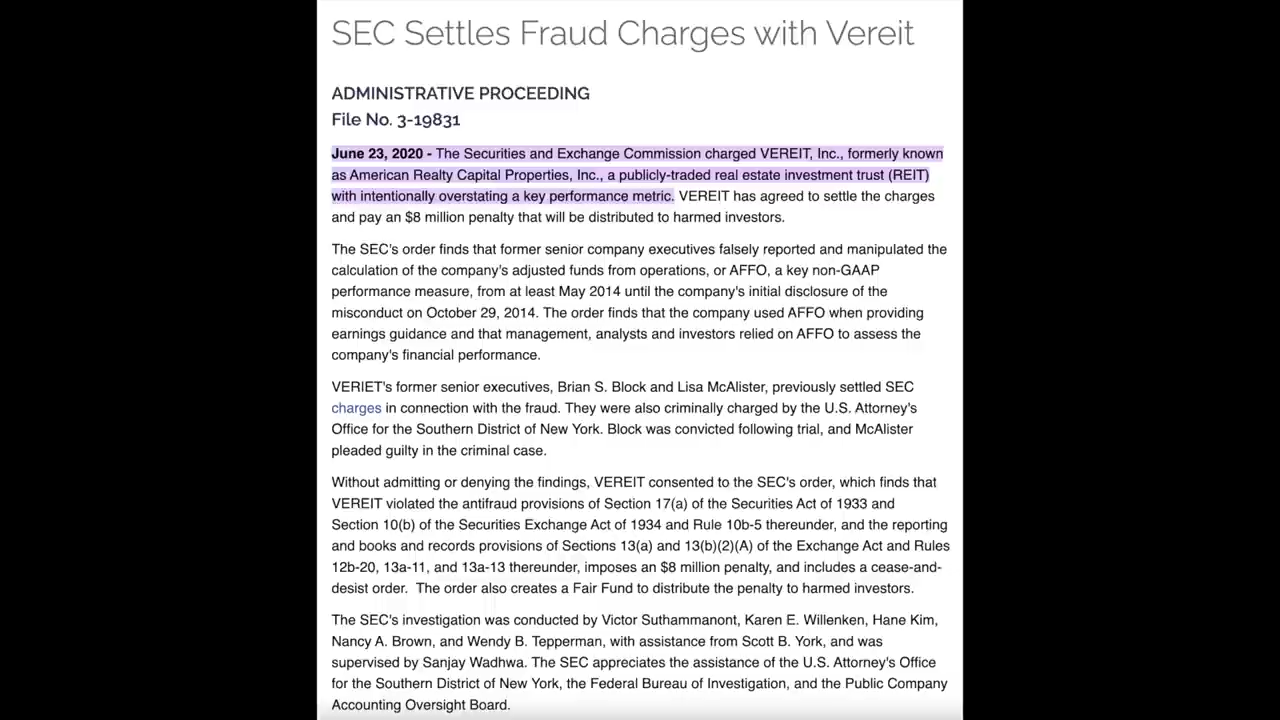 SEC Settles Fraud Charges with Vereit
ADMINISTRATIVE PROCEEDING
File No. 3-19831
June 23, 2020 - The Securities and Exchange Commission charged VEREIT, Inc., formerly known
as American Realty Capital Properties, Inc., a publicly-traded real estate investment trust (REIT)
with intentionally overstating a key performance metric. VEREIT has agreed to settle the charges
and pay an $8 million penalty that will be distributed to harmed investors.
The SEC's order finds that former senior company executives falsely reported and manipulated the
calculation of the company's adjusted funds from operations, or AFFO, a key non-GAAP
performance measure, from at least May 2014 until the company's initial disclosure of the
misconduct on October 29, 2014. The order finds that the company used AFFO when providing
earnings guidance and that management, analysts and investors relied on AFFO to assess the
company's financial performance.
VERIET's former senior executives, Brian S. Block and Lisa McAlister, previously settled SEC
charges in connection with the fraud. They were also criminally charged by the U.S. Attorney's
Office for the Southern District of New York. Block was convicted following trial, and McAlister
pleaded guilty in the criminal case.
Without admitting or denying the findings, VEREIT consented to the SEC's order, which finds that
VEREIT violated the antifraud provisions of Section 17(a) of the Securities Act of 1933 and
Section 10(b) of the Securities Exchange Act of 1934 and Rule 10b-5 thereunder, and the reporting
and books and records provisions of Sections 13(a) and 13(b)(2)(A) of the Exchange Act and Rules
12b-20, 13a-11, and 13a-13 thereunder, imposes an $8 million penalty, and includes a cease-and-
desist order.  The order also creates a Fair Fund to distribute the penalty to harmed investors.
The SEC's investigation was conducted by Victor Suthammanont, Karen E. Willenken, Hane Kim,
Nancy A. Brown, and Wendy B. Tepperman, with assistance from Scott B. York, and was
supervised by Sanjay Wadhwa. The SEC appreciates the assistance of the U.S. Attorney's Office
for the Southern District of New York, the Federal Bureau of Investigation, and the Public Company
Accounting Oversight Board.